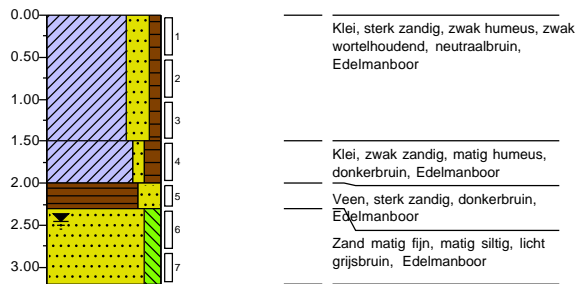 0.00
1
2
0.50
3
1.00
1.50
4
2.00
5
2.50
6
3.00
7
Klei, sterk zandig, zwak humeus, zwak
wortelhoudend, neutraalbruin,
Edelmanboor
Klei, zwak zandig, matig humeus,
donkerbruin, Edelmanboor
Veen, sterk zandig, donkerbruin,
Edelmanboor
Zand matig fijn, matig siltig, licht
grijsbruin, Edelmanboor